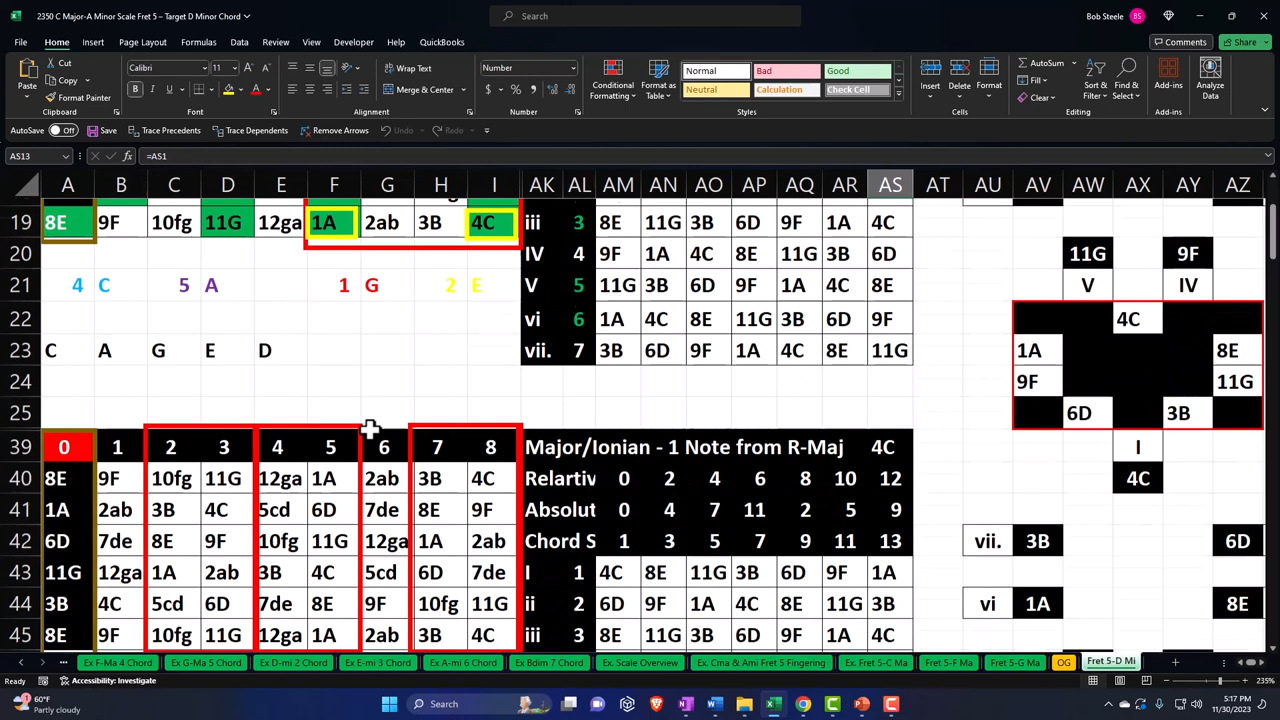 2350 C Major-A Minor Scale Fret 5 – Target D Minor Chord
Search
Bob Steele BS
File Home Insert Page Layout Formulas Data Review View Developer Help QuickBooks Comments Share
Cut
Copy
Format Painter
Paste
Calibri 11
Wrap Text
Merge & Center
Number
Conditional Formatting
Format as Table
Normal Bad Good
Neutral Calculation Check Cell
Insert Delete Format
AutoSum
Fill
Clear
Sort & Filter
Find & Select
Add-ins
Analyze Data
Clipboard Font Alignment Number Styles Cells Editing Add-ins
AutoSave Off Save Trace Precedents Trace Dependents Remove Arrows Undo Redo
AS13 fx =AS1
A B C D E F G H I AK AL AM AN AO AP AQ AR AS AT AU AV AW AX AY AZ
19 8E 9F 10fg 11G 12ga 1A 2ab 3B 4C iii 3 8E 11G 3B 6D 9F 1A 4C
20 IV 4 9F 1A 4C 8E 11G 3B 6D 11G 9F
21 4 C 5 A 1 G 2 E V 5 11G 3B 6D 9F 1A 4C 8E V IV
22 vi 6 1A 4C 8E 11G 3B 6D 9F 4C
23 C A G E D vii. 7 3B 6D 9F 1A 4C 8E 11G 1A 8E
24 9F 11G
25 6D 3B
39 0 1 2 3 4 5 6 7 8 Major/Ionian - 1 Note from R-Maj 4C I
40 8E 9F 10fg 11G 12ga 1A 2ab 3B 4C Relartiv 0 2 4 6 8 10 12 4C
41 1A 2ab 3B 4C 5cd 6D 7de 8E 9F Absolut 0 4 7 11 2 5 9
42 6D 7de 8E 9F 10fg 11G 12ga 1A 2ab Chord S 1 3 5 7 9 11 13 vii. 3B 6D
43 11G 12ga 1A 2ab 3B 4C 5cd 6D 7de I 1 4C 8E 11G 3B 6D 9F 1A
44 3B 4C 5cd 6D 7de 8E 9F 10fg 11G ii 2 6D 9F 1A 4C 8E 11G 3B vi 1A 8E
45 8E 9F 10fg 11G 12ga 1A 2ab 3B 4C iii 3 8E 11G 3B 6D 9F 1A 4C
Ex F-Ma 4 Chord Ex G-Ma 5 Chord Ex D-mi 2 Chord Ex E-mi 3 Chord Ex A-mi 6 Chord Ex Bdim 7 Chord Ex. Scale Overview Ex. Cma & Ami Fret 5 Fingering Ex. Fret 5-C Ma Fret 5-F Ma Fret 5-G Ma OG Fret 5-D Mi
Ready Accessibility: Investigate 235%
60°F
Partly cloudy
Search
5:17 PM
11/30/2023